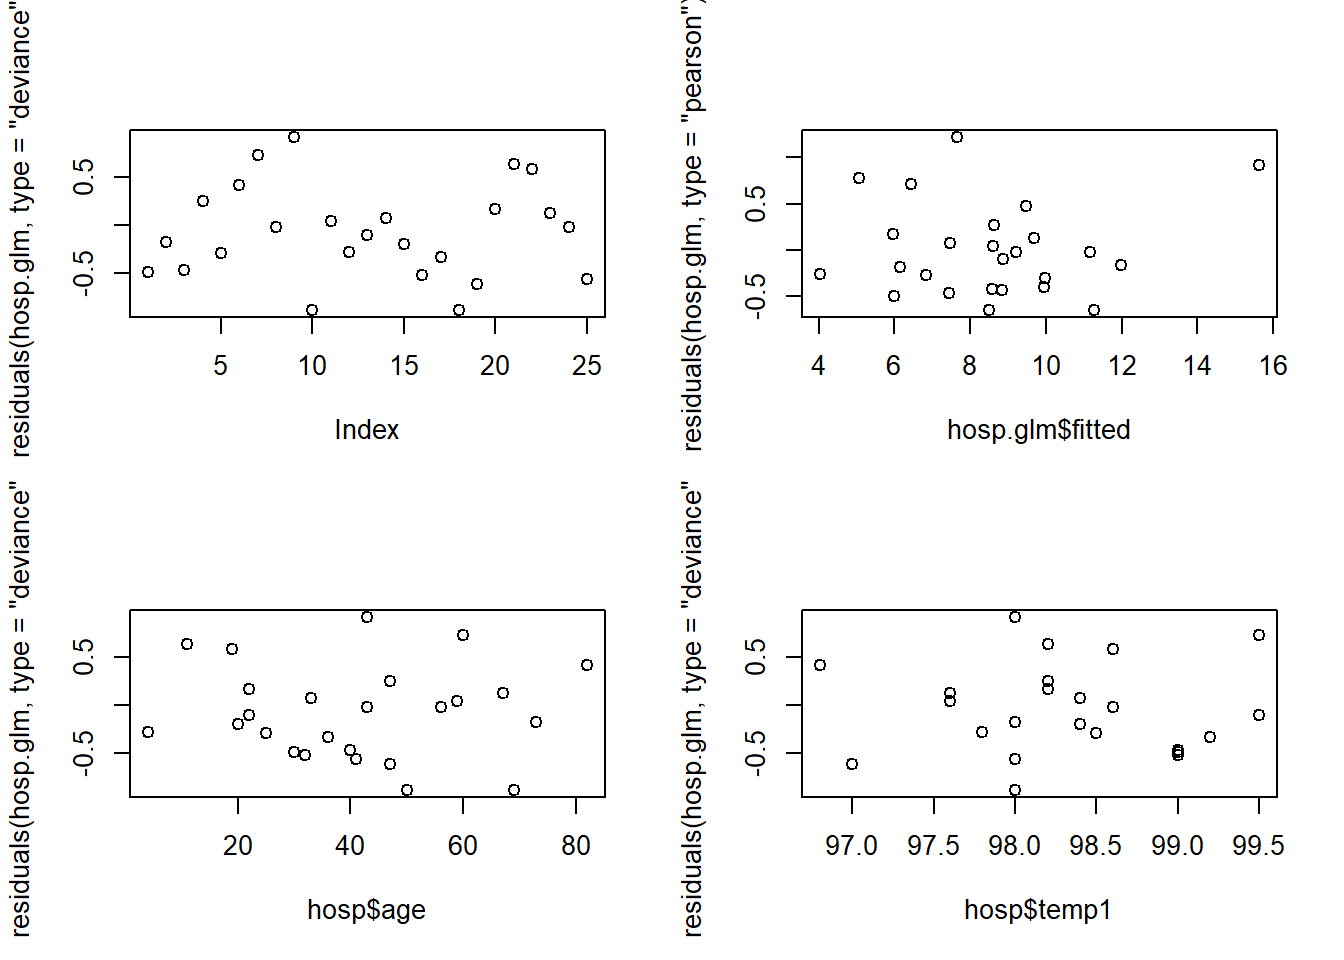 residuals(hosp.glm, type = "deviance"
0.5
-0.5
5 10 15 20 25
Index
residuals(hosp.glm, type = "pearson")
0.5
-0.5
4 6 8 10 12 14 16
hosp.glm$fitted
residuals(hosp.glm, type = "deviance"
0.5
-0.5
20 40 60 80
hosp$age
residuals(hosp.glm, type = "deviance"
0.5
-0.5
97.0 97.5 98.0 98.5 99.0 99.5
hosp$temp1